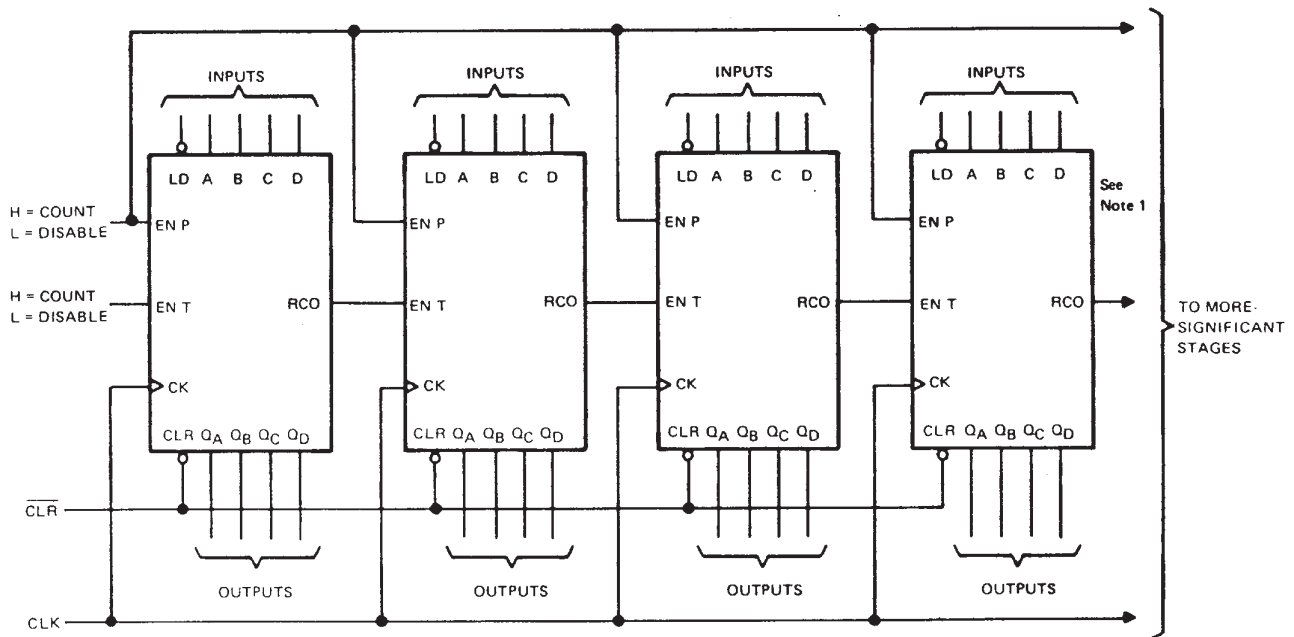 INPUTS
INPUTS
INPUTS
INPUTS
LD A B C D
LD A B C D
LD A B C D
LD A B C D
See
Note 1
H = COUNT
L = DISABLE
EN P
EN P
EN P
EN P
H = COUNT
L = DISABLE
EN T
RCO
EN T
RCO
EN T
RCO
EN T
RCO
TO MORE-
SIGNIFICANT
STAGES
CK
CK
CK
CK
CLR QA QB QC QD
CLR QA QB QC QD
CLR QA QB QC QD
CLR QA QB QC QD
CLR
OUTPUTS
OUTPUTS
OUTPUTS
OUTPUTS
CLK